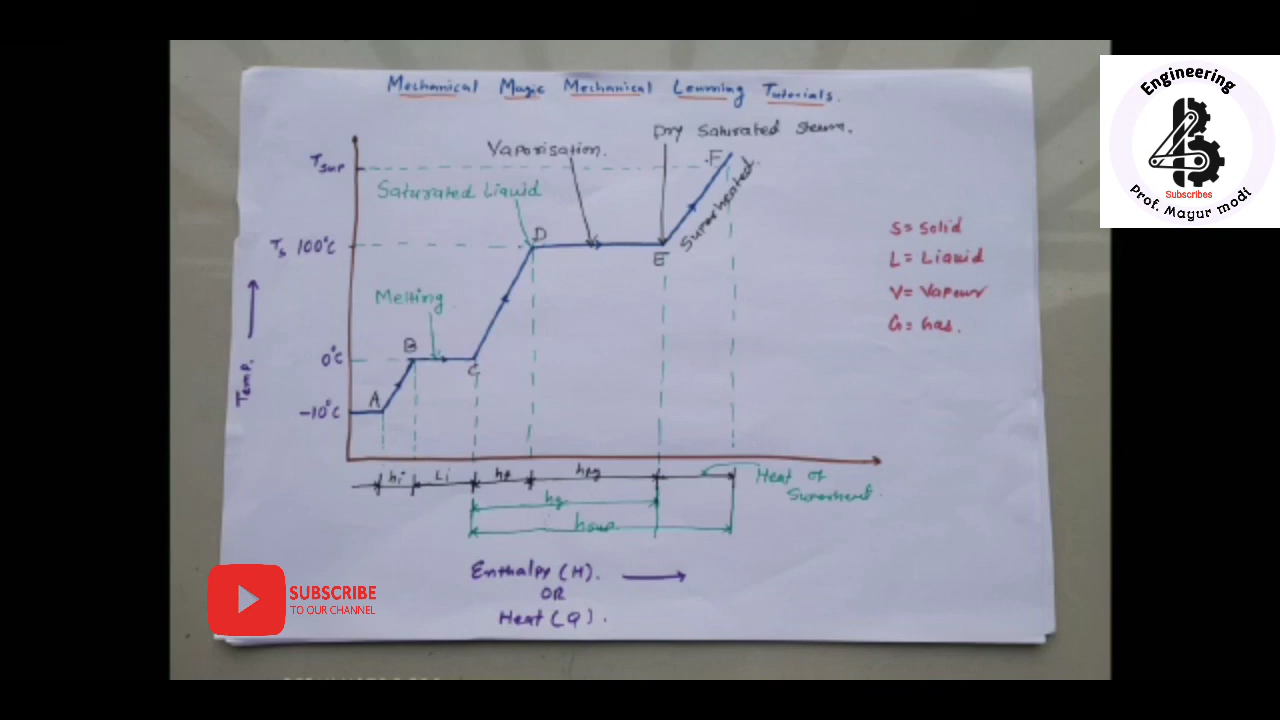 Mechanical Magic Mechanical Learning Tutorials.
Engineering
Subscribes
Prof. Mayur modi
Dry Saturated Steam.
Vaporisation.
Tsup
F
Saturated Liquid
Superheated.
D
Ts 100°C
E
S = Solid
L = Liquid
V = Vapour
G = Gas.
Melting
B
0°C
C
Temp.
A
-10°C
hi
Li
hf
hfg
Heat of
Superheat.
hg
hsup
Enthalpy (H).
OR
Heat (Q).
SUBSCRIBE
TO OUR CHANNEL